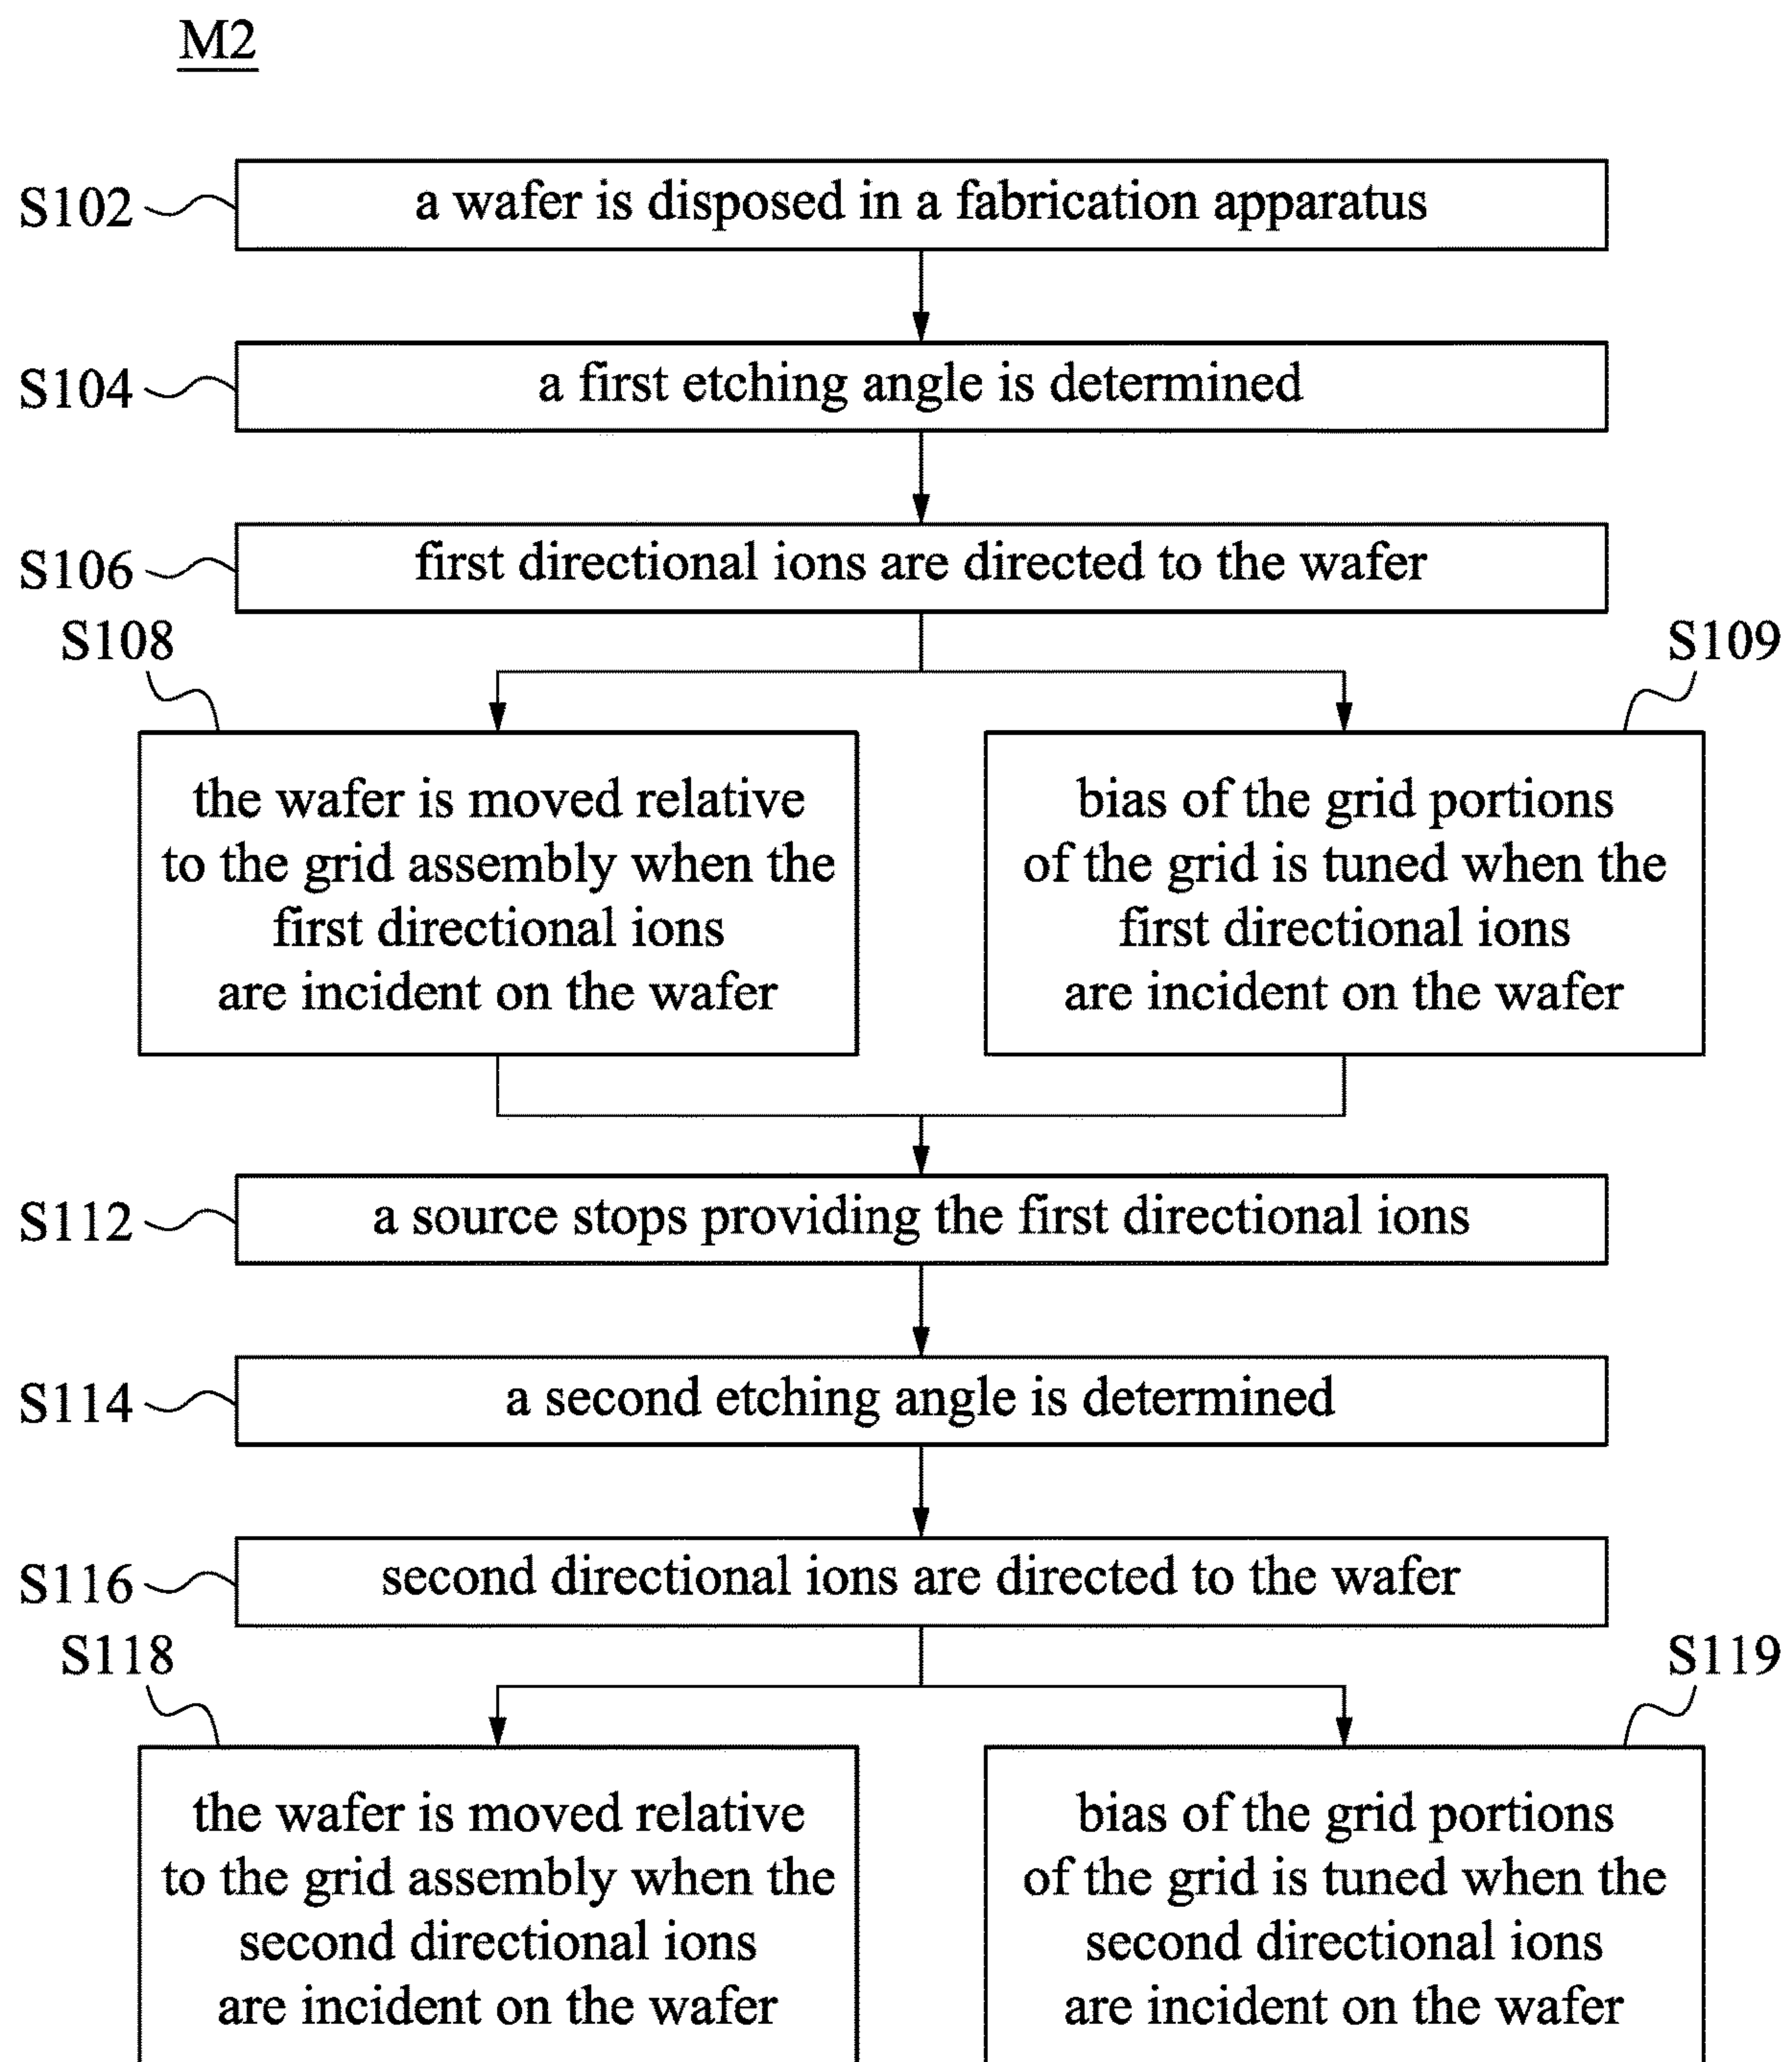 M2
S102
a wafer is disposed in a fabrication apparatus
S104
a first etching angle is determined
S106
first directional ions are directed to the wafer
S108
the wafer is moved relative
to the grid assembly when the
first directional ions
are incident on the wafer
S109
bias of the grid portions
of the grid is tuned when the
first directional ions
are incident on the wafer
S112
a source stops providing the first directional ions
S114
a second etching angle is determined
S116
second directional ions are directed to the wafer
S118
the wafer is moved relative
to the grid assembly when the
second directional ions
are incident on the wafer
S119
bias of the grid portions
of the grid is tuned when the
second directional ions
are incident on the wafer